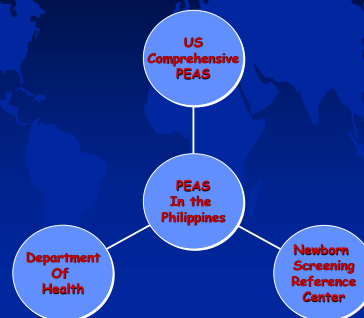 US
Comprehensive
PEAS
PEAS
In the
Philippines
Department
Of
Health
Newborn
Screening
Reference
Center